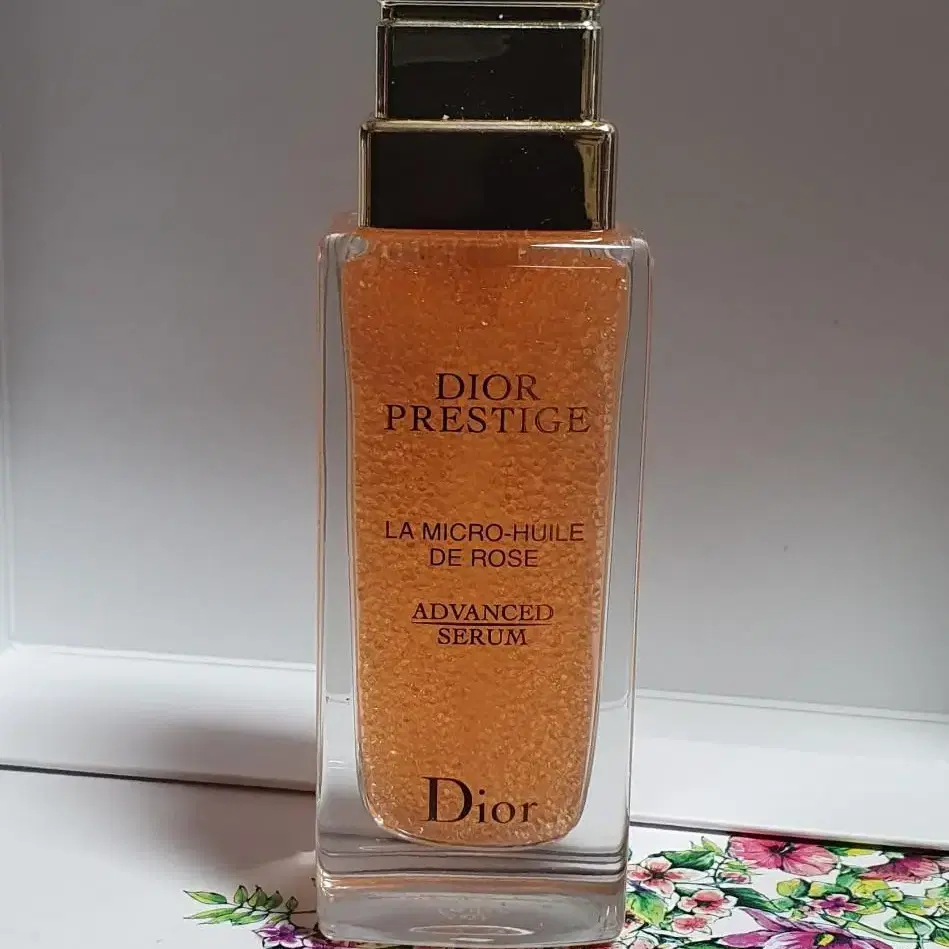 DIOR
PRESTIGE
LA MICRO-HUILE
DE ROSE
ADVANCED
SERUM
Dior